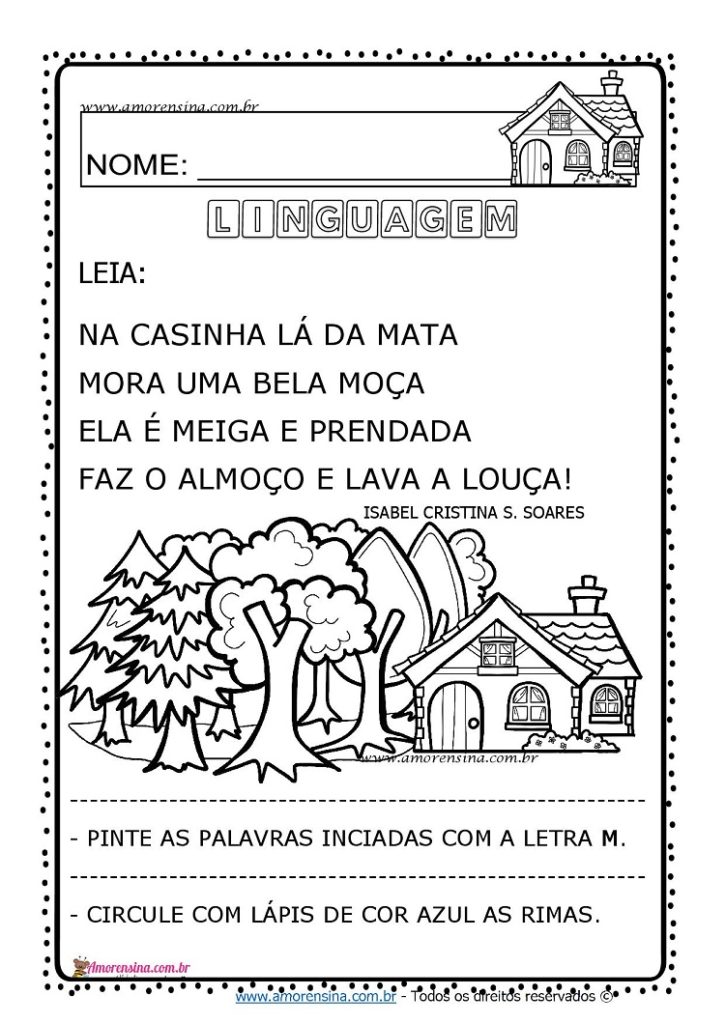 www.amorensina.com.br
NOME:
LINGUAGEM
LEIA:
NA CASINHA LÁ DA MATA
MORA UMA BELA MOÇA
ELA É MEIGA E PRENDADA
FAZ O ALMOÇO E LAVA A LOUÇA!
ISABEL CRISTINA S. SOARES
www.amorensina.com.br
- PINTE AS PALAVRAS INCIADAS COM A LETRA M.
- CIRCULE COM LÁPIS DE COR AZUL AS RIMAS.
Amorensina.com.br
www.amorensina.com.br - Todos os direitos reservados ©